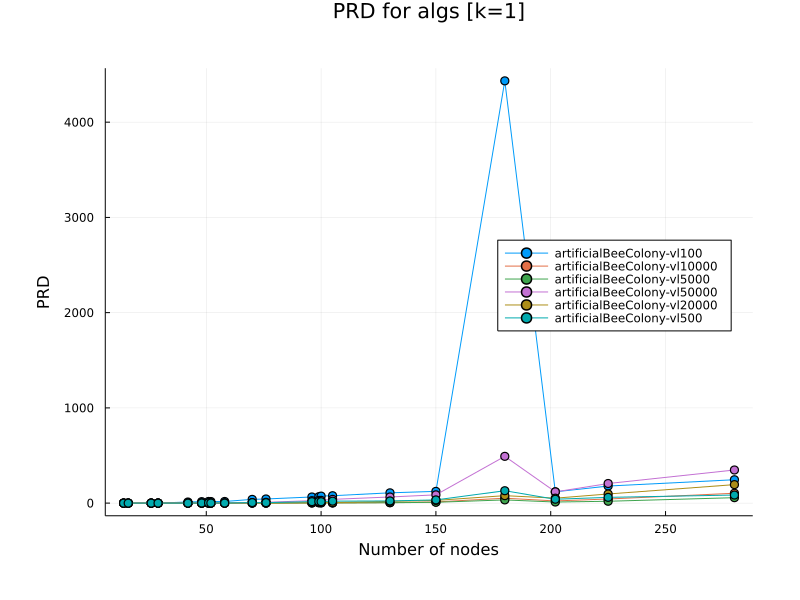 PRD for algs [k=1]
PRD
4000
3000
2000
1000
0
artificialBeeColony-vl100
artificialBeeColony-vl10000
artificialBeeColony-vl5000
artificialBeeColony-vl50000
artificialBeeColony-vl20000
artificialBeeColony-vl500
50 100 150 200 250
Number of nodes